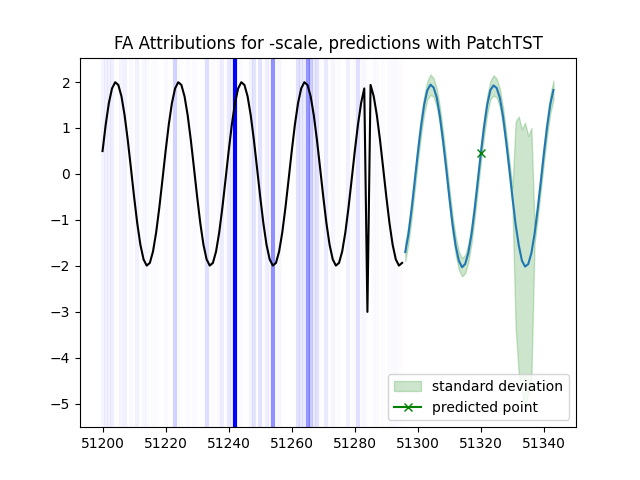 FA Attributions for -scale, predictions with PatchTST
2
1
0
−1
−2
−3
−4
−5
standard deviation
predicted point
51200 51220 51240 51260 51280 51300 51320 51340